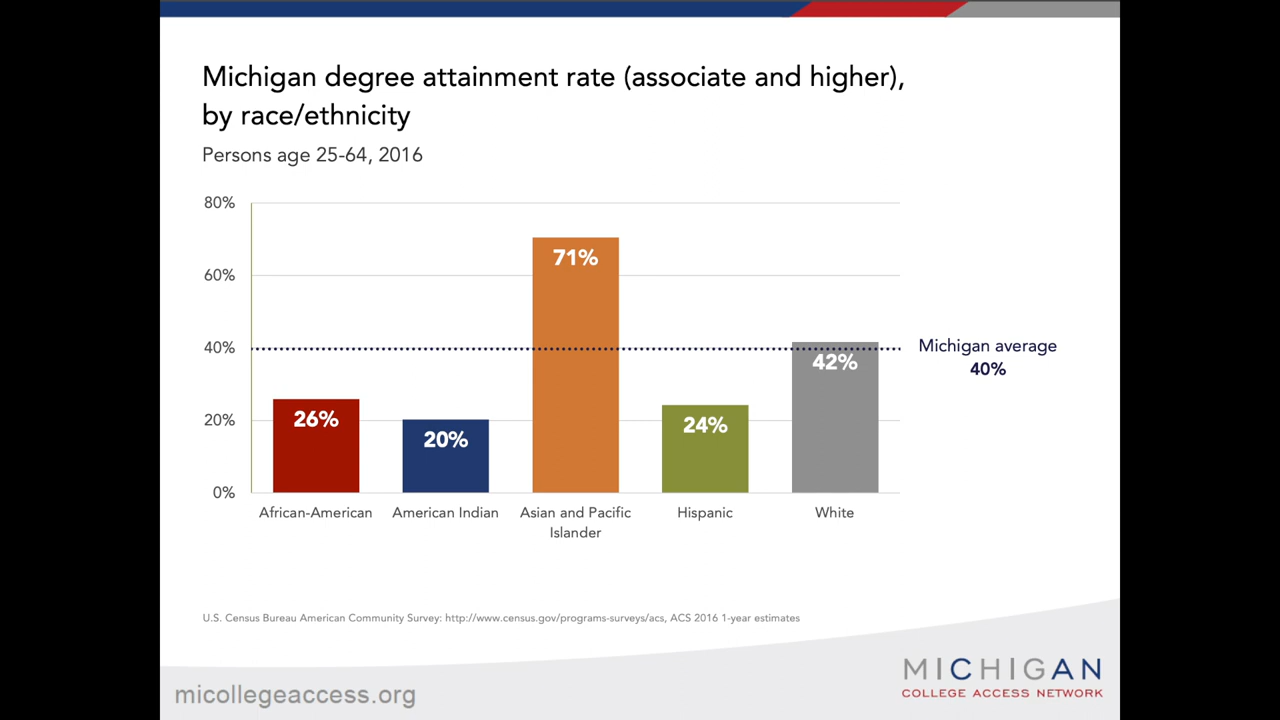 Michigan degree attainment rate (associate and higher),
by race/ethnicity
Persons age 25-64, 2016
80%
60%
40%
20%
0%
71%
42%
26%
20%
24%
Michigan average
40%
African-American
American Indian
Asian and Pacific
Islander
Hispanic
White
U.S. Census Bureau American Community Survey: http://www.census.gov/programs-surveys/acs, ACS 2016 1-year estimates
micollegeaccess.org
MICHIGAN
COLLEGE ACCESS NETWORK